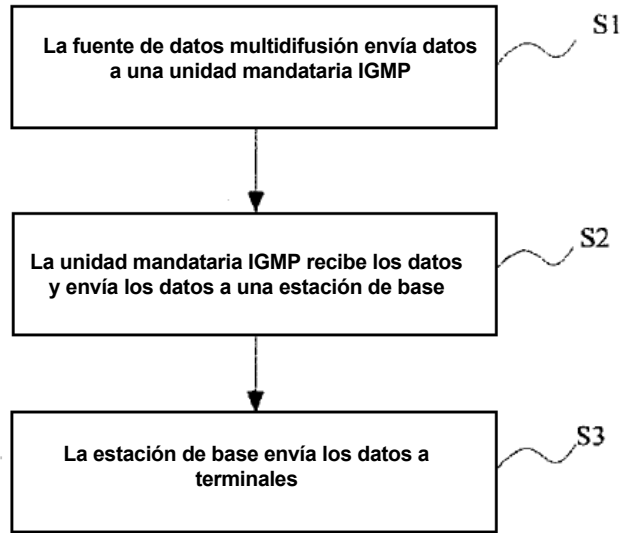 La fuente de datos multidifusión envía datos
a una unidad mandataria IGMP
S1
La unidad mandataria IGMP recibe los datos
y envía los datos a una estación de base
S2
La estación de base envía los datos a
terminales
S3